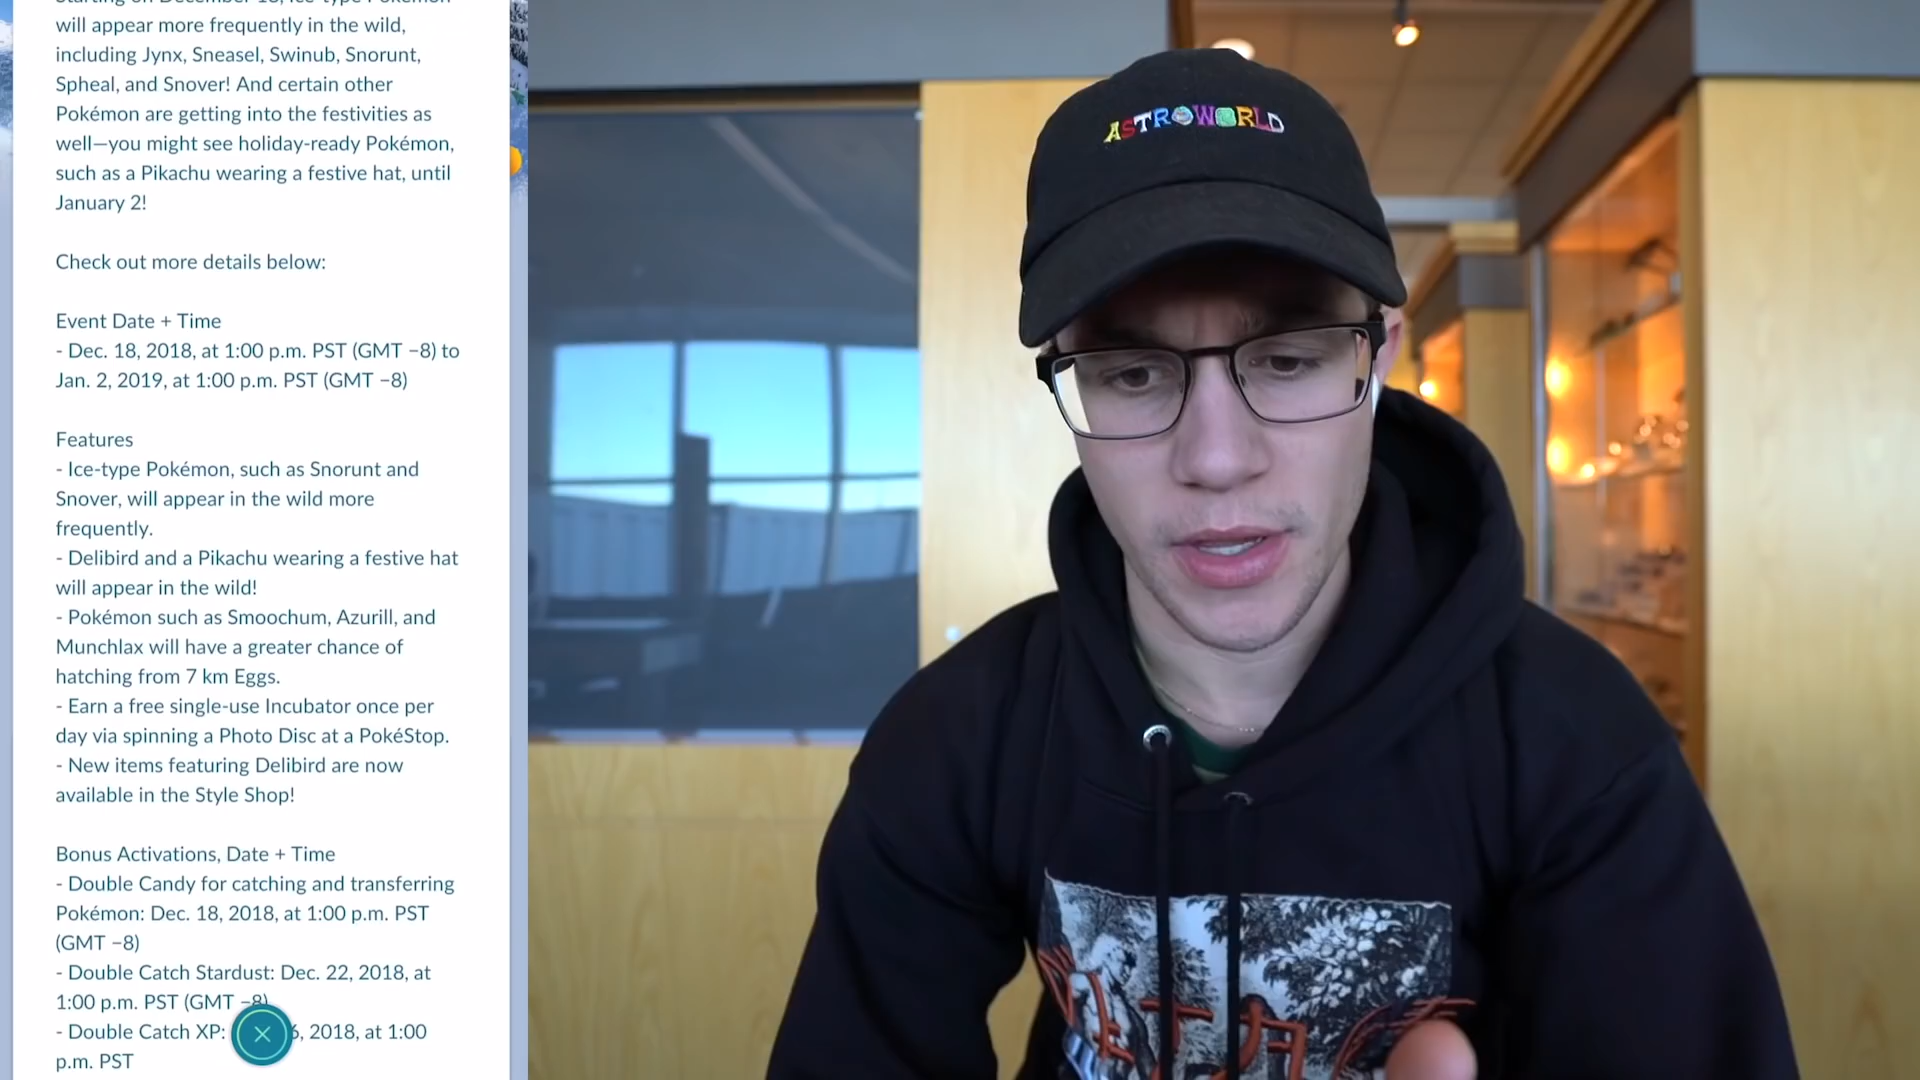 will appear more frequently in the wild,
including Jynx, Sneasel, Swinub, Snorunt,
Spheal, and Snover! And certain other
Pokémon are getting into the festivities as
well—you might see holiday-ready Pokémon,
such as a Pikachu wearing a festive hat, until
January 2!
Check out more details below:
Event Date + Time
- Dec. 18, 2018, at 1:00 p.m. PST (GMT −8) to
Jan. 2, 2019, at 1:00 p.m. PST (GMT −8)
Features
- Ice-type Pokémon, such as Snorunt and
Snover, will appear in the wild more
frequently.
- Delibird and a Pikachu wearing a festive hat
will appear in the wild!
- Pokémon such as Smoochum, Azurill, and
Munchlax will have a greater chance of
hatching from 7 km Eggs.
- Earn a free single-use Incubator once per
day via spinning a Photo Disc at a PokéStop.
- New items featuring Delibird are now
available in the Style Shop!
Bonus Activations, Date + Time
- Double Candy for catching and transferring
Pokémon: Dec. 18, 2018, at 1:00 p.m. PST
(GMT −8)
- Double Catch Stardust: Dec. 22, 2018, at
1:00 p.m. PST (GMT −8)
- Double Catch XP: 6, 2018, at 1:00
p.m. PST
ASTROWORLD